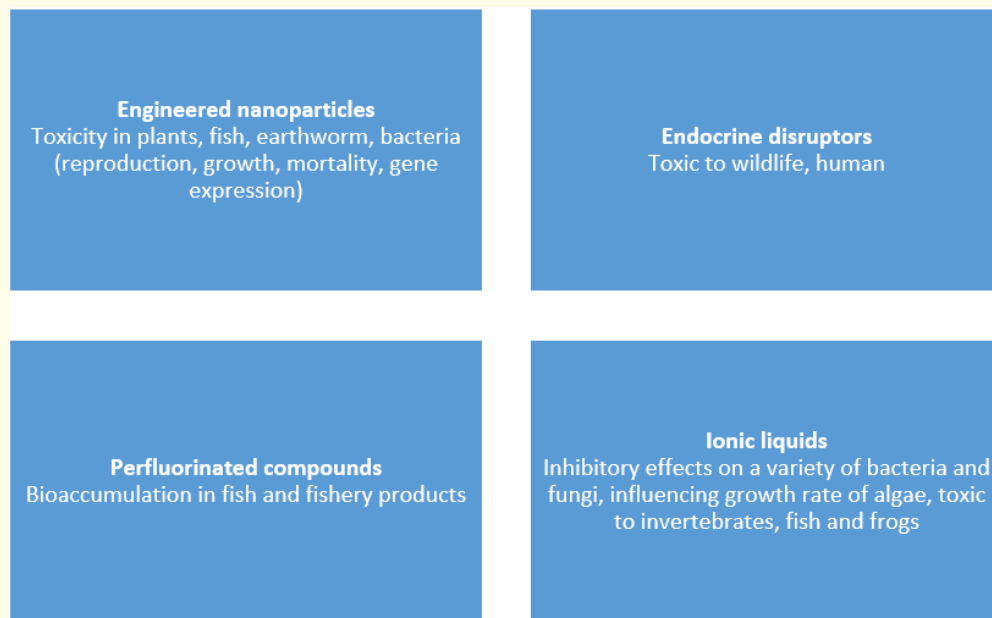 Engineered nanoparticles
Toxicity in plants, fish, earthworm, bacteria
(reproduction, growth, mortality, gene
expression)
Endocrine disruptors
Toxic to wildlife, human
Perfluorinated compounds
Bioaccumulation in fish and fishery products
Ionic liquids
Inhibitory effects on a variety of bacteria and
fungi, influencing growth rate of algae, toxic
to invertebrates, fish and frogs